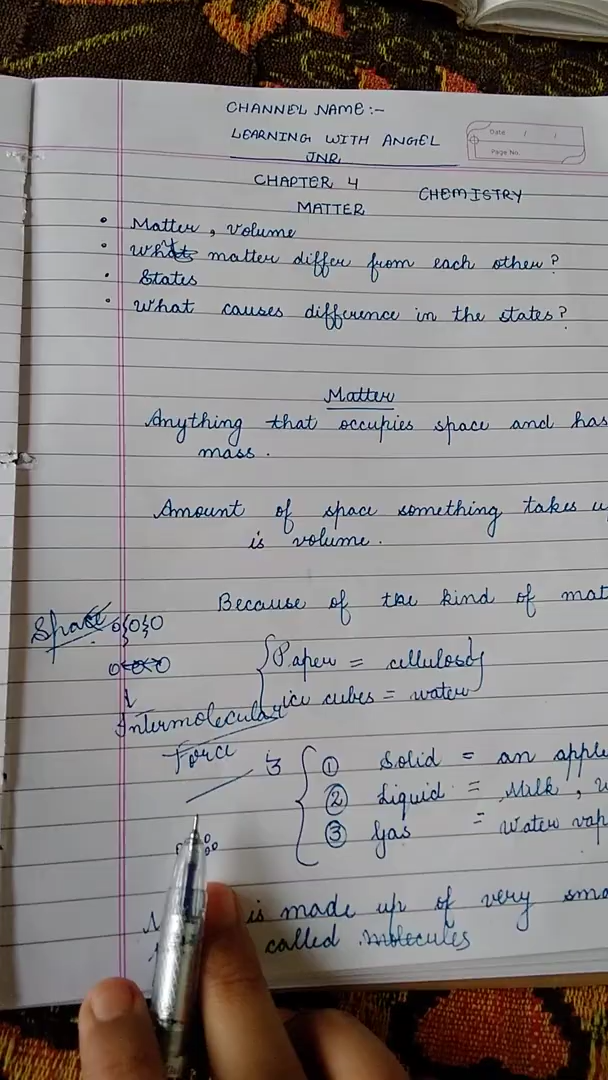 CHANNEL NAME :-
LEARNING WITH ANGEL
JNR
Date / /
Page No.
CHAPTER 4 CHEMISTRY
MATTER
• Matter, volume
• What matter differ from each other?
• States
• What causes difference in the states?
Matter
Anything that occupies space and has
mass.
Amount of space something takes u
is volume.
Because of the kind of mat
Space
Paper = cellulose
ice cubes = water
Intermolecular
Force
3
① Solid = an apple
② Liquid = Milk, w
③ Gas = Water vap
is made up of very sma
called molecules